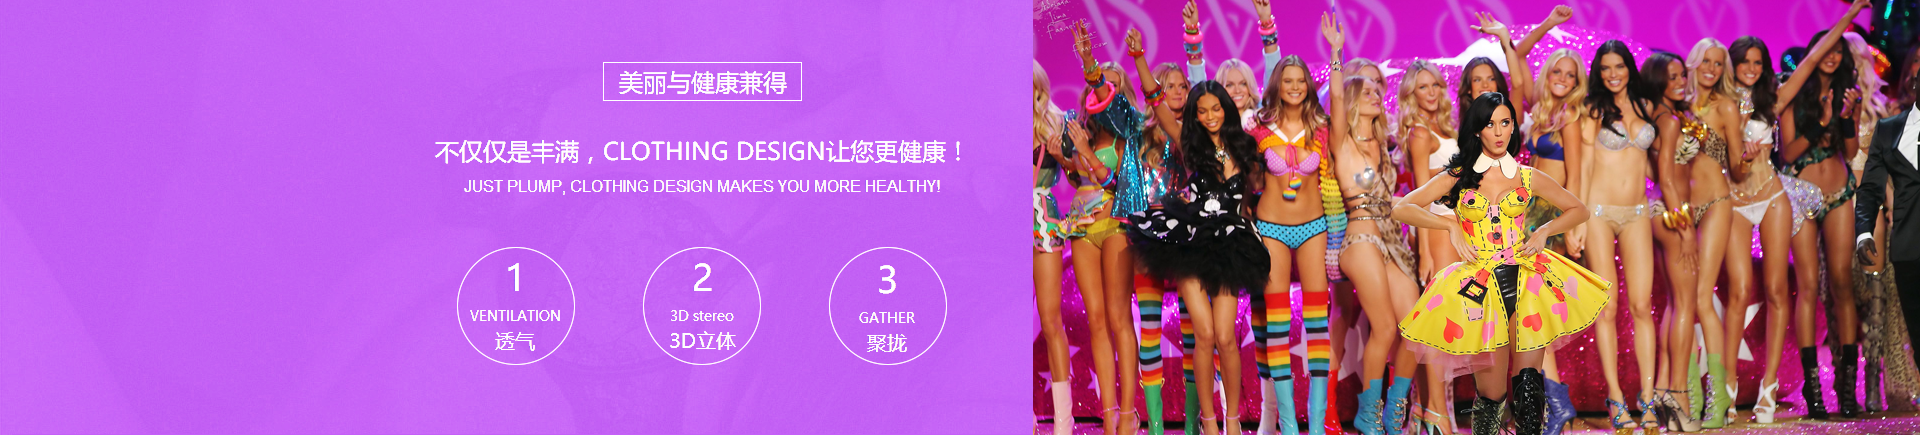 美丽与健康兼得
不仅仅是丰满，CLOTHING DESIGN让您更健康！
JUST PLUMP, CLOTHING DESIGN MAKES YOU MORE HEALTHY!
1
VENTILATION
透气
2
3D stereo
3D立体
3
GATHER
聚拢